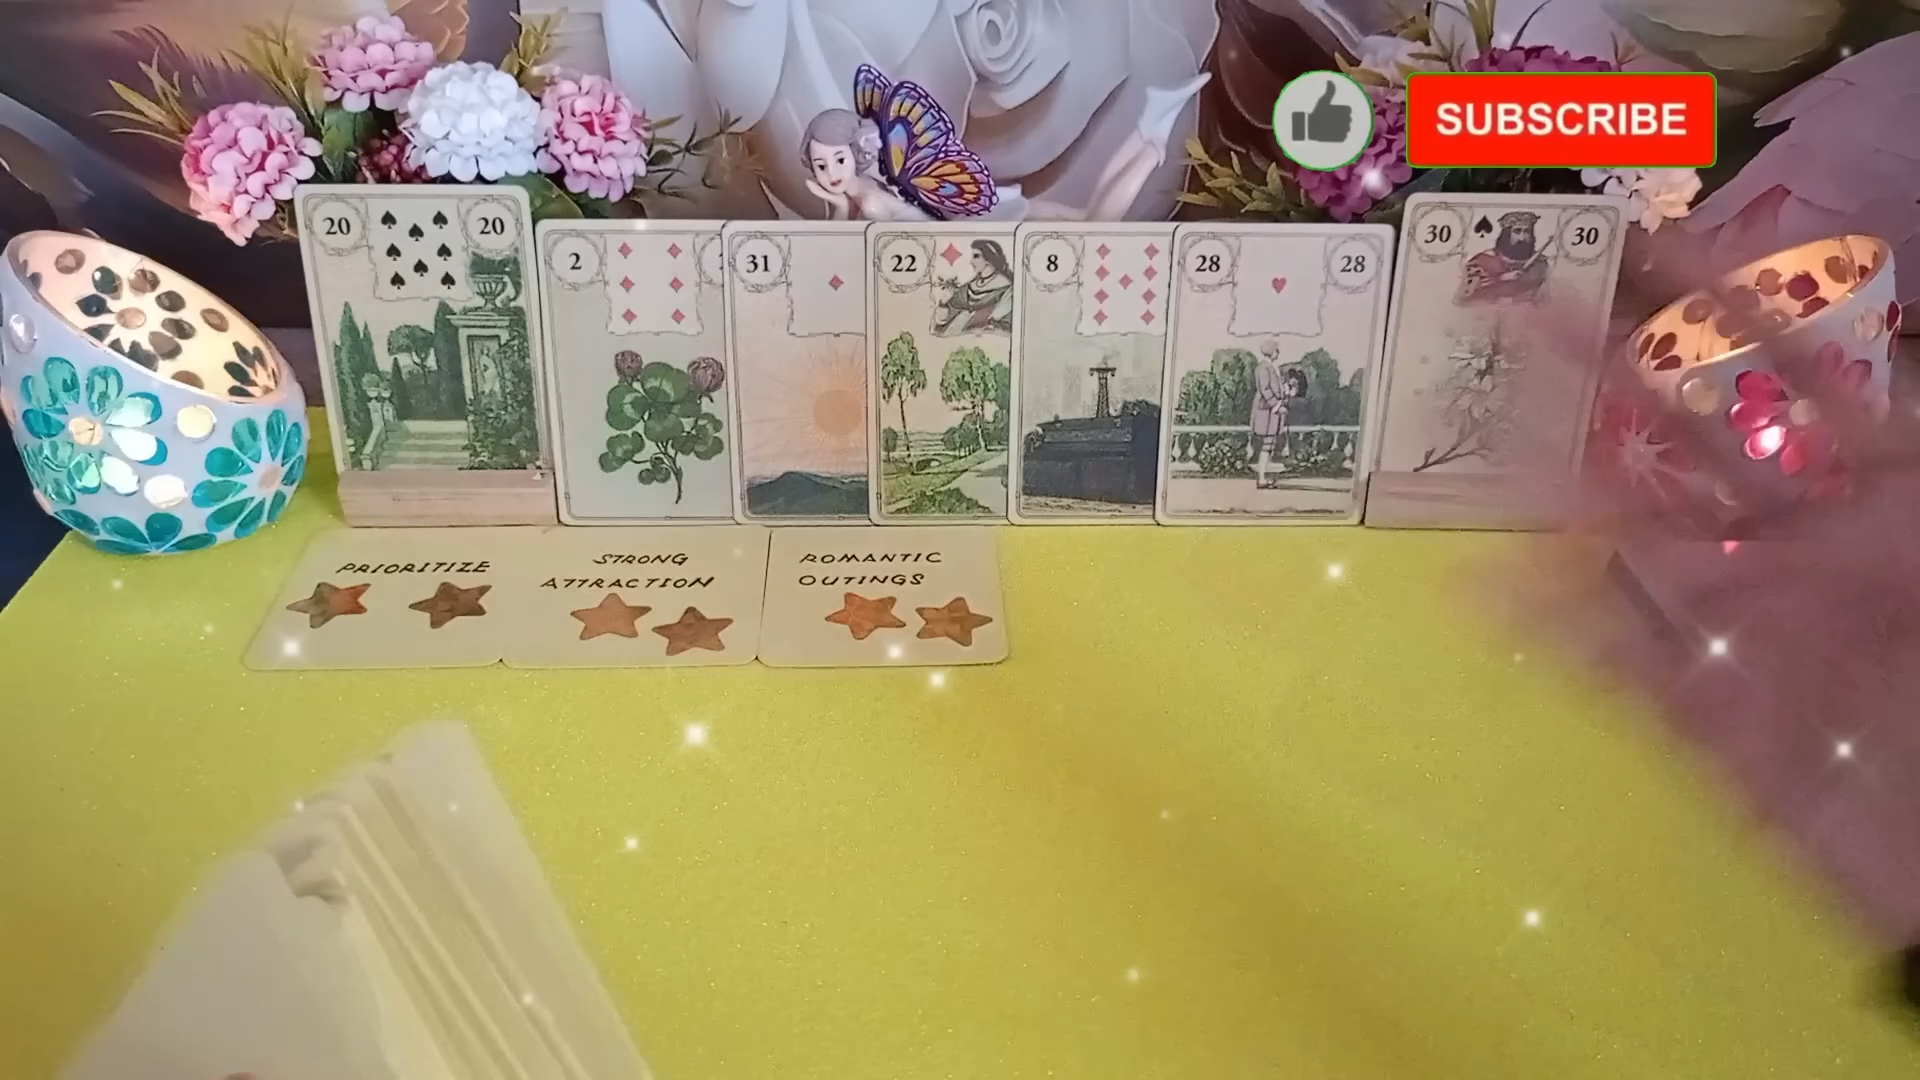 SUBSCRIBE
20 20
2
31
22
8
28 28
30 30
PRIORITIZE
STRONG
ATTRACTION
ROMANTIC
OUTINGS